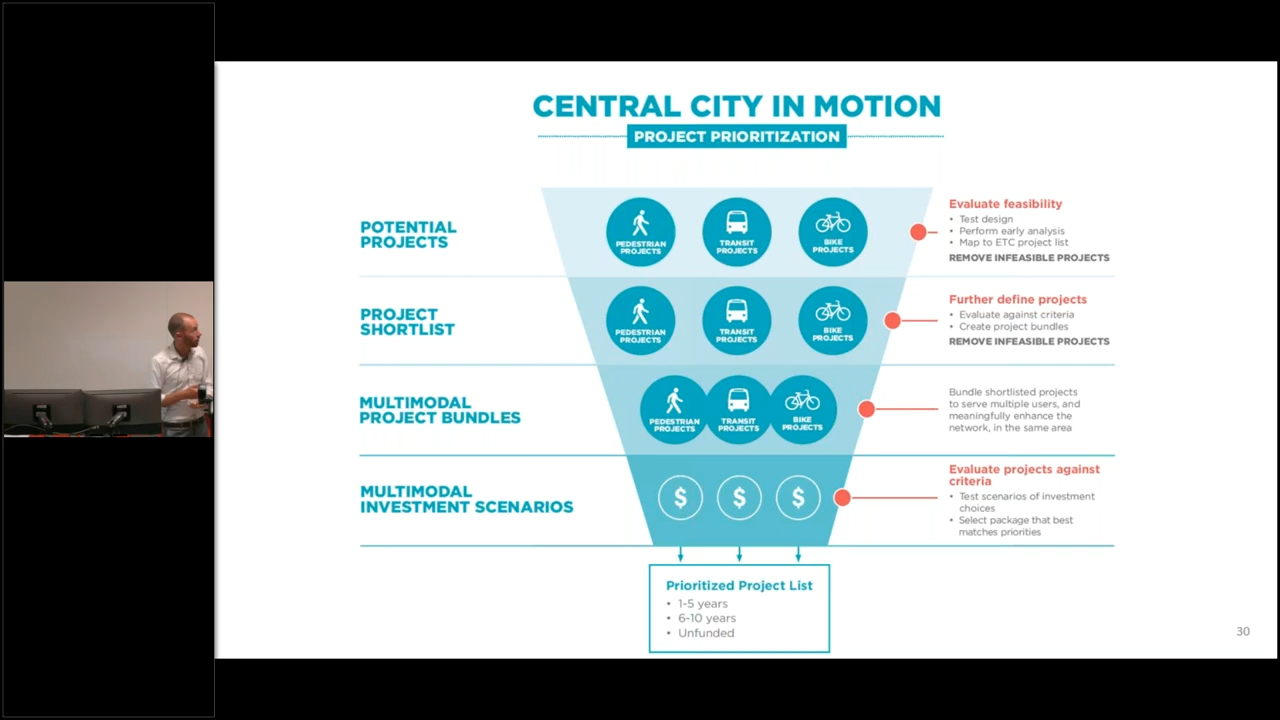 CENTRAL CITY IN MOTION
PROJECT PRIORITIZATION
POTENTIAL
PROJECTS
PEDESTRIAN
PROJECTS
TRANSIT
PROJECTS
BIKE
PROJECTS
Evaluate feasibility
• Test design
• Perform early analysis
• Map to ETC project list
REMOVE INFEASIBLE PROJECTS
PROJECT
SHORTLIST
PEDESTRIAN
PROJECTS
TRANSIT
PROJECTS
BIKE
PROJECTS
Further define projects
• Evaluate against criteria
• Create project bundles
REMOVE INFEASIBLE PROJECTS
MULTIMODAL
PROJECT BUNDLES
PEDESTRIAN
PROJECTS
TRANSIT
PROJECTS
BIKE
PROJECTS
Bundle shortlisted projects
to serve multiple users, and
meaningfully enhance the
network, in the same area
MULTIMODAL
INVESTMENT SCENARIOS
$ $ $
Evaluate projects against
criteria
• Test scenarios of investment
choices
• Select package that best
matches priorities
Prioritized Project List
• 1-5 years
• 6-10 years
• Unfunded
30